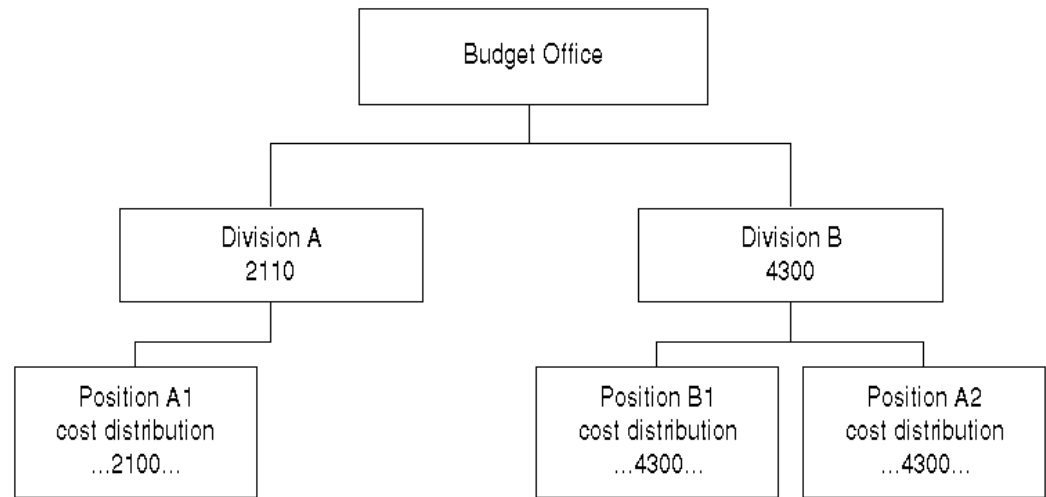 Budget Office
Division A
2110
Division B
4300
Position A1
cost distribution
...2100...
Position B1
cost distribution
...4300...
Position A2
cost distribution
...4300...